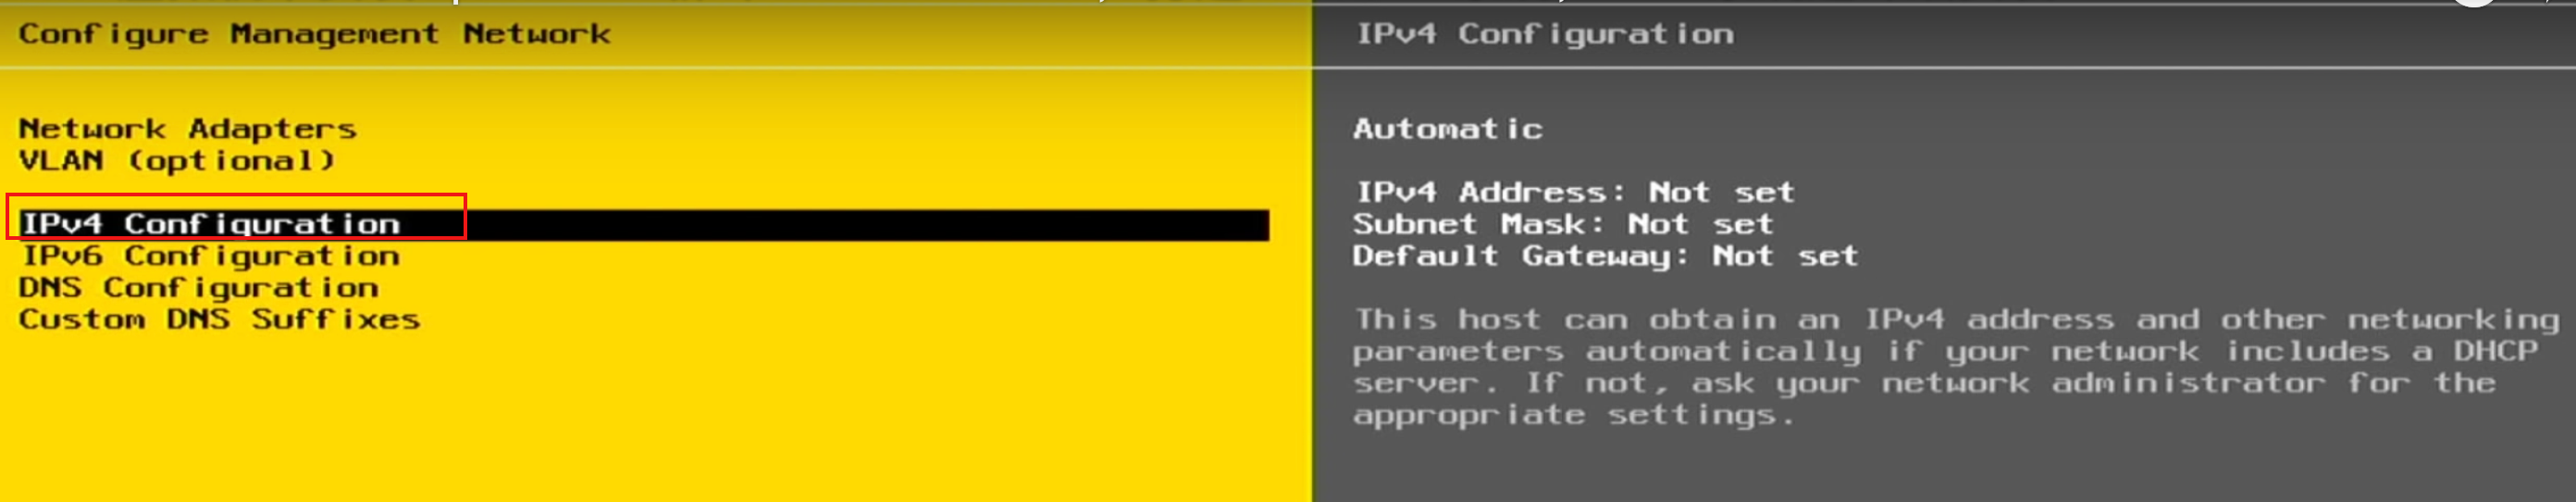 Configure Management Network
Network Adapters
VLAN (optional)
IPv4 Configuration
IPv6 Configuration
DNS Configuration
Custom DNS Suffixes
IPv4 Configuration
Automatic
IPv4 Address: Not set
Subnet Mask: Not set
Default Gateway: Not set
This host can obtain an IPv4 address and other networking
parameters automatically if your network includes a DHCP
server. If not, ask your network administrator for the
appropriate settings.